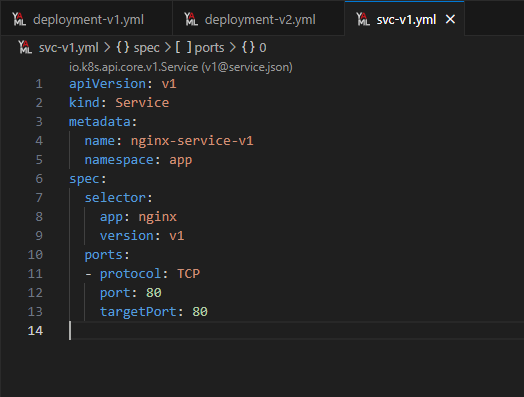 deployment-v1.yml deployment-v2.yml svc-v1.yml ×
svc-v1.yml > {} spec > [ ] ports > {} 0
io.k8s.api.core.v1.Service (v1@service.json)
1 apiVersion: v1
2 kind: Service
3 metadata:
4   name: nginx-service-v1
5   namespace: app
6 spec:
7   selector:
8     app: nginx
9     version: v1
10   ports:
11   - protocol: TCP
12     port: 80
13     targetPort: 80
14